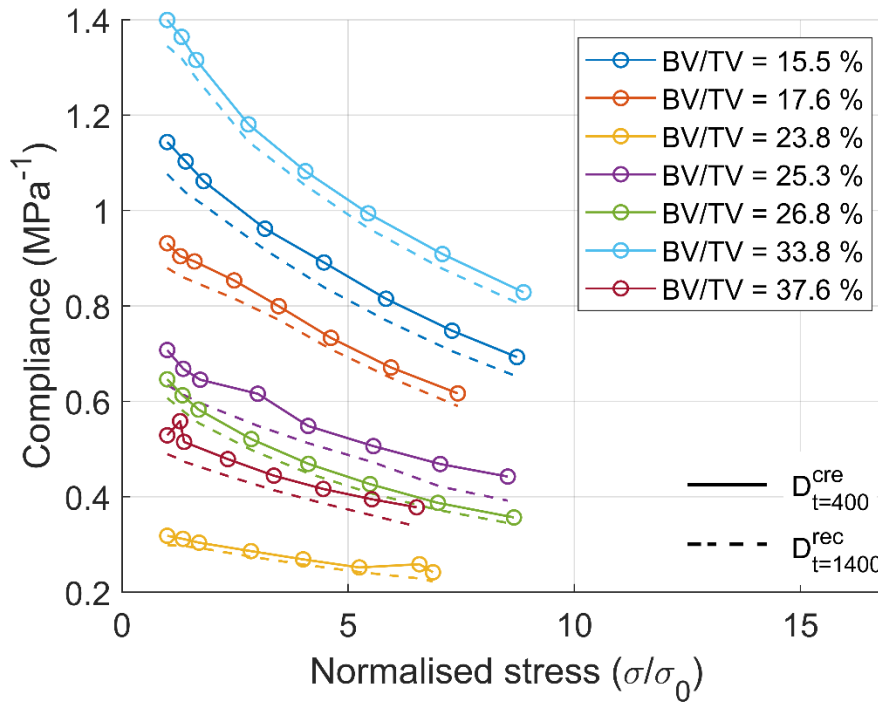 1.4
1.2
1
0.8
0.6
0.4
0.2
0
5
10
15
Compliance (MPa⁻¹)
Normalised stress (σ/σ₀)
BV/TV = 15.5 %
BV/TV = 17.6 %
BV/TV = 23.8 %
BV/TV = 25.3 %
BV/TV = 26.8 %
BV/TV = 33.8 %
BV/TV = 37.6 %
D^cre_t=400
D^rec_t=1400